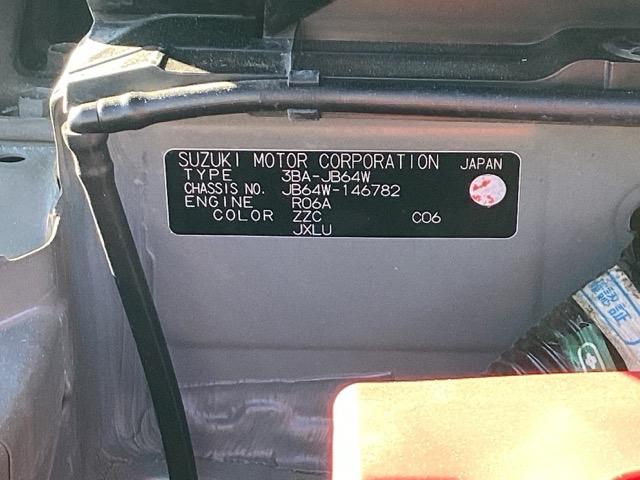 SUZUKI MOTOR CORPORATION JAPAN
TYPE 3BA-JB64W
CHASSIS NO. JB64W-146782
ENGINE R06A
COLOR ZZC C06
JXLU